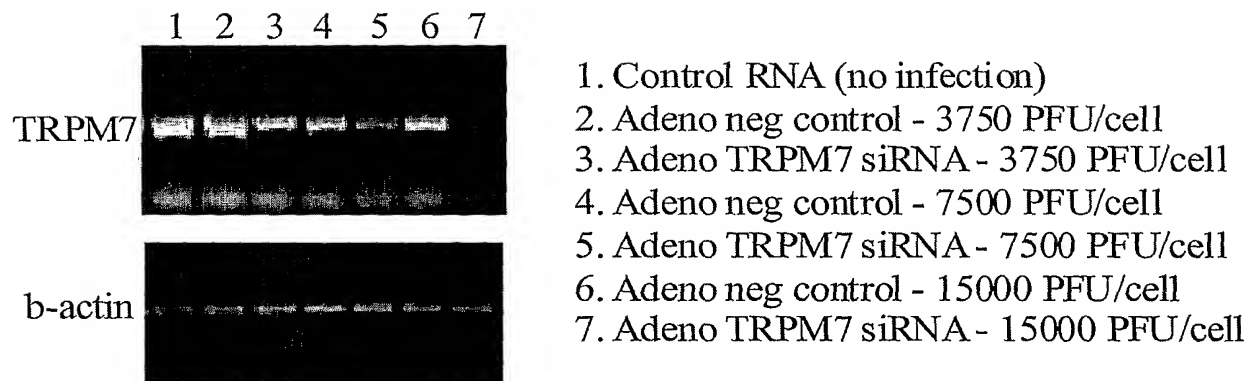 1 2 3 4 5 6 7
TRPM7
b-actin
1. Control RNA (no infection)
2. Adeno neg control - 3750 PFU/cell
3. Adeno TRPM7 siRNA - 3750 PFU/cell
4. Adeno neg control - 7500 PFU/cell
5. Adeno TRPM7 siRNA - 7500 PFU/cell
6. Adeno neg control - 15000 PFU/cell
7. Adeno TRPM7 siRNA - 15000 PFU/cell